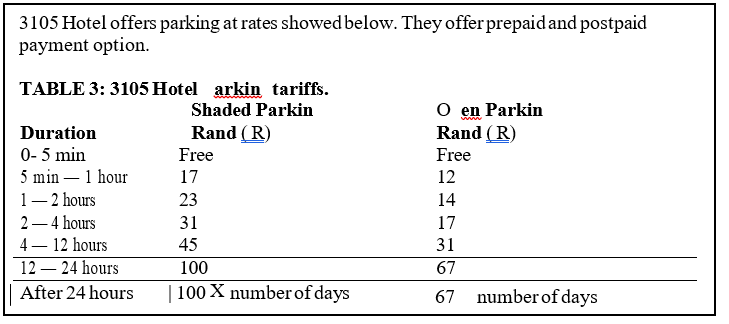 3105 Hotel offers parking at rates showed below. They offer prepaid and postpaid
payment option.
TABLE 3: 3105 Hotel arkin tariffs.
Shaded Parkin O en Parkin
Duration Rand ( R) Rand ( R)
0- 5 min Free Free
5 min — 1 hour 17 12
1 — 2 hours 23 14
2 — 4 hours 31 17
4 — 12 hours 45 31
12 — 24 hours 100 67
After 24 hours | 100 X number of days 67 number of days